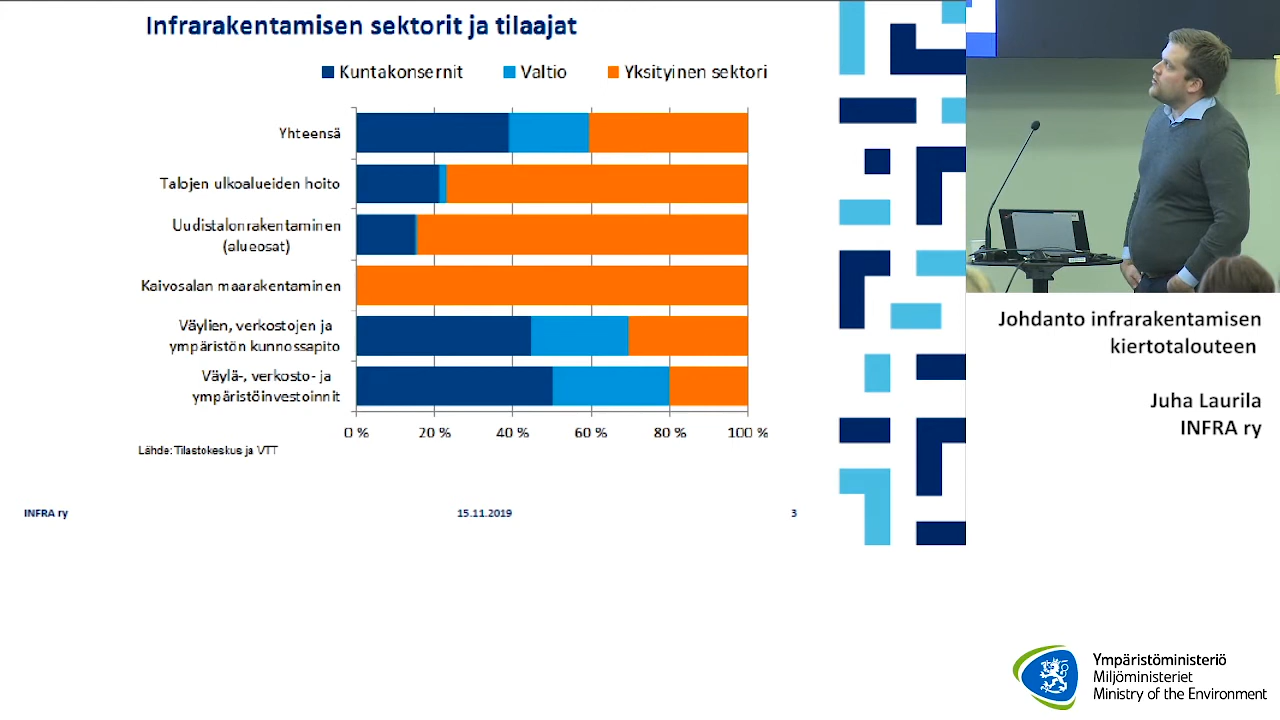 Infrarakentamisen sektorit ja tilaajat
Kuntakonsernit Valtio Yksityinen sektori
Yhteensä
Talojen ulkoalueiden hoito
Uudistalonrakentaminen
(alueosat)
Kaivosalan maarakentaminen
Väylien, verkostojen ja
ympäristön kunnossapito
Väylä-, verkosto- ja
ympäristöinvestoinnit
0 % 20 % 40 % 60 % 80 % 100 %
Lähde: Tilastokeskus ja VTT
INFRA ry 15.11.2019 3
Johdanto infrarakentamisen
kiertotalouteen
Juha Laurila
INFRA ry
Ympäristöministeriö
Miljöministeriet
Ministry of the Environment